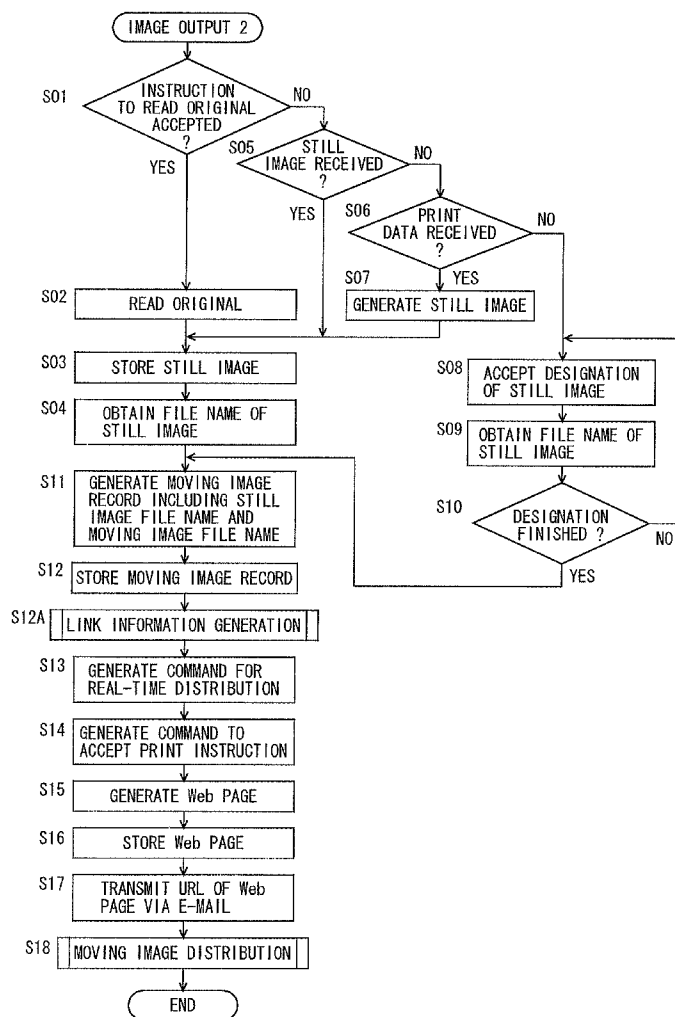 IMAGE OUTPUT 2
S01
INSTRUCTION
TO READ ORIGINAL
ACCEPTED
?
NO
YES
S05
STILL
IMAGE RECEIVED
?
NO
YES
S06
PRINT
DATA RECEIVED
?
NO
YES
S07
GENERATE STILL IMAGE
S02
READ ORIGINAL
S03
STORE STILL IMAGE
S04
OBTAIN FILE NAME OF
STILL IMAGE
S08
ACCEPT DESIGNATION
OF STILL IMAGE
S09
OBTAIN FILE NAME OF
STILL IMAGE
S10
DESIGNATION
FINISHED ?
NO
YES
S11
GENERATE MOVING IMAGE
RECORD INCLUDING STILL
IMAGE FILE NAME AND
MOVING IMAGE FILE NAME
S12
STORE MOVING IMAGE RECORD
S12A
LINK INFORMATION GENERATION
S13
GENERATE COMMAND FOR
REAL-TIME DISTRIBUTION
S14
GENERATE COMMAND TO
ACCEPT PRINT INSTRUCTION
S15
GENERATE Web PAGE
S16
STORE Web PAGE
S17
TRANSMIT URL OF Web
PAGE VIA E-MAIL
S18
MOVING IMAGE DISTRIBUTION
END